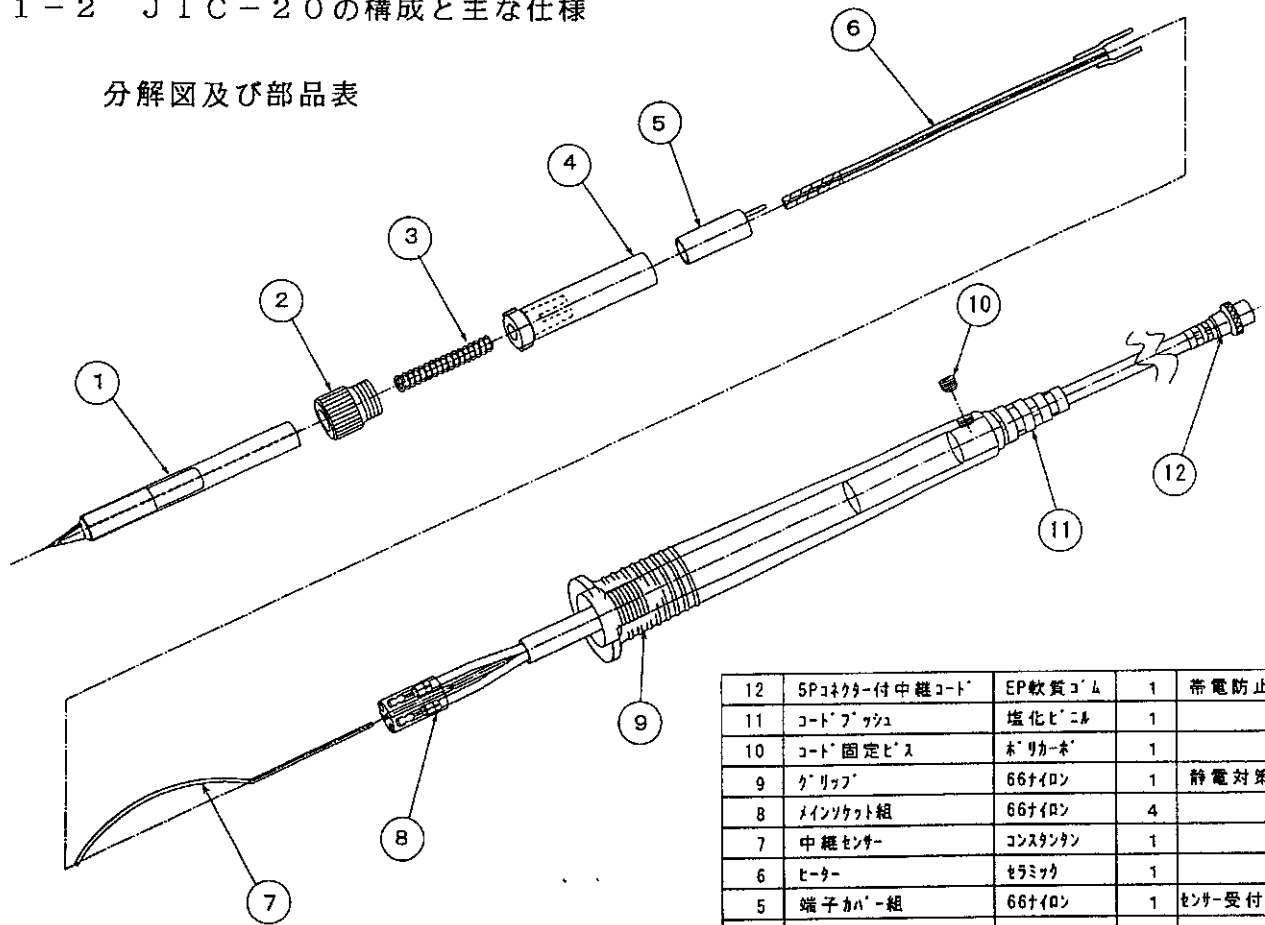 1-2 JIC-20の構成と主な仕様
分解図及び部品表
6
5
4
3
2
1
10
12
11
9
8
7
12 5Pコネクター付中継コード EP軟質ゴム 1 帯電防止
11 コードブッシュ 塩化ビニル 1
10 コード固定ビス ポリカーボ 1
9 グリップ 66ナイロン 1 静電対策
8 メインソケット組 66ナイロン 4
7 中継センサー コンスタンタン 1
6 ヒーター セラミック 1
5 端子カバー組 66ナイロン 1 センサー受付